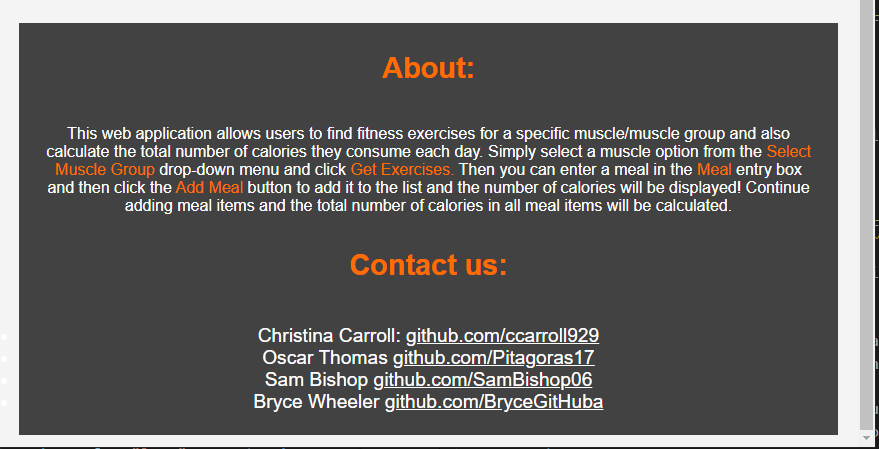 About:
This web application allows users to find fitness exercises for a specific muscle/muscle group and also
calculate the total number of calories they consume each day. Simply select a muscle option from the Select
Muscle Group drop-down menu and click Get Exercises. Then you can enter a meal in the Meal entry box
and then click the Add Meal button to add it to the list and the number of calories will be displayed! Continue
adding meal items and the total number of calories in all meal items will be calculated.
Contact us:
Christina Carroll: github.com/ccarroll929
Oscar Thomas github.com/Pitagoras17
Sam Bishop github.com/SamBishop06
Bryce Wheeler github.com/BryceGitHuba